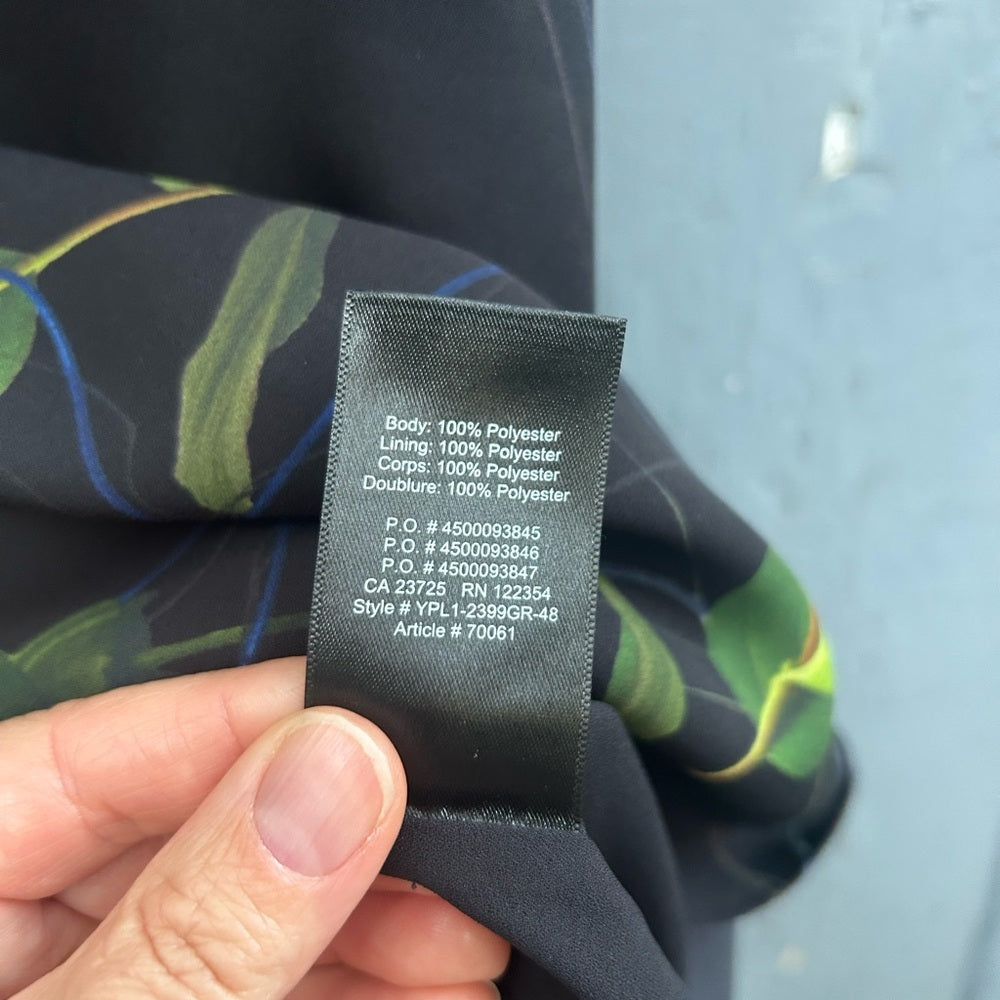 Body: 100% Polyester
Lining: 100% Polyester
Corps: 100% Polyester
Doublure: 100% Polyester
P.O. # 4500093845
P.O. # 4500093846
P.O. # 4500093847
CA 23725 RN 122354
Style # YPL1-2399GR-48
Article # 70061